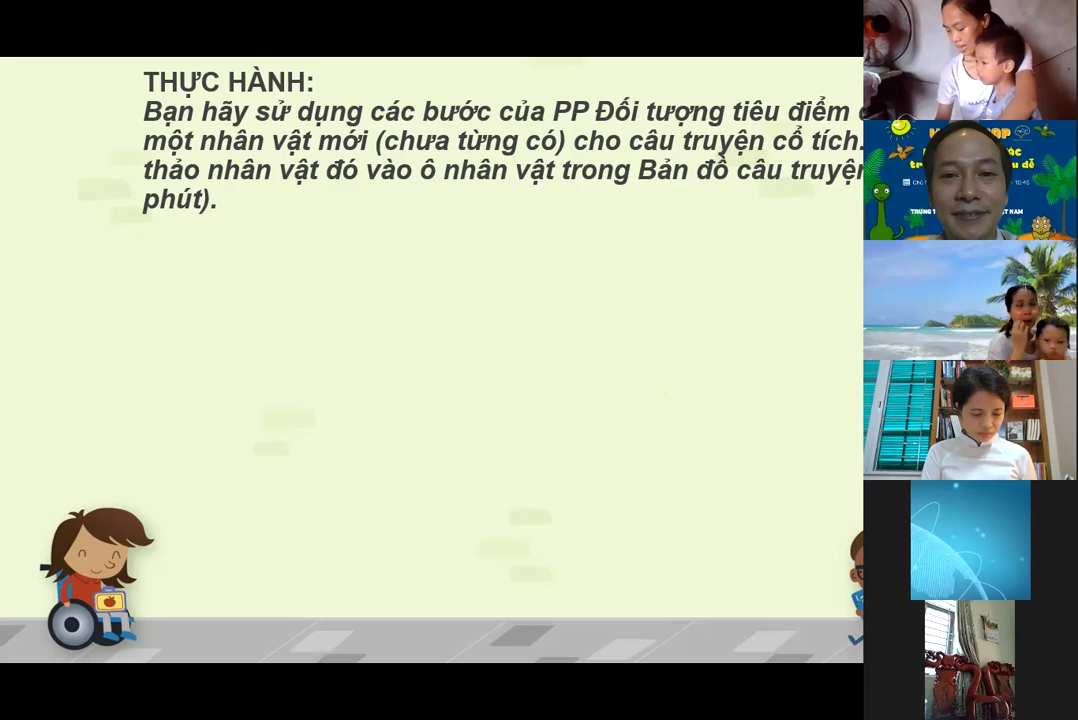 THỰC HÀNH:
Bạn hãy sử dụng các bước của PP Đối tượng tiêu điểm
một nhân vật mới (chưa từng có) cho câu truyện cổ tích.
thảo nhân vật đó vào ô nhân vật trong Bản đồ câu truyện
phút).